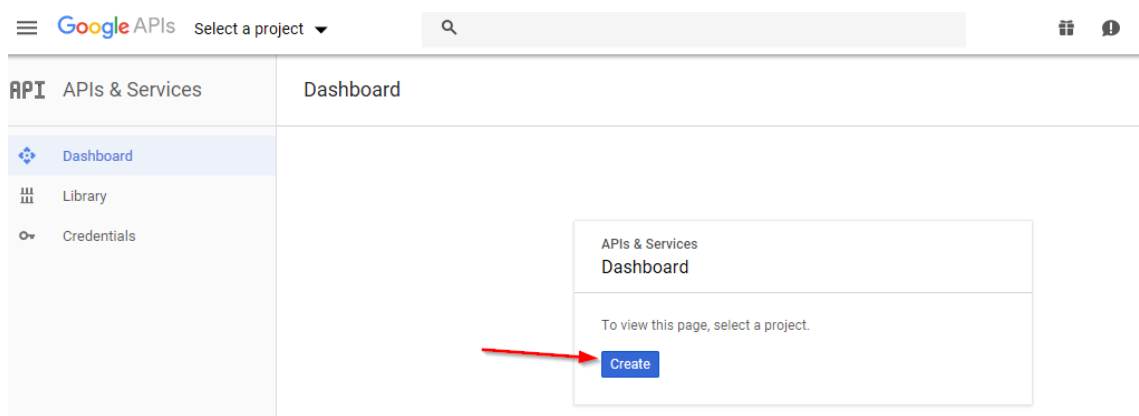 Google APIs Select a project
API APIs & Services
Dashboard
Dashboard
Library
Credentials
APIs & Services
Dashboard
To view this page, select a project.
Create